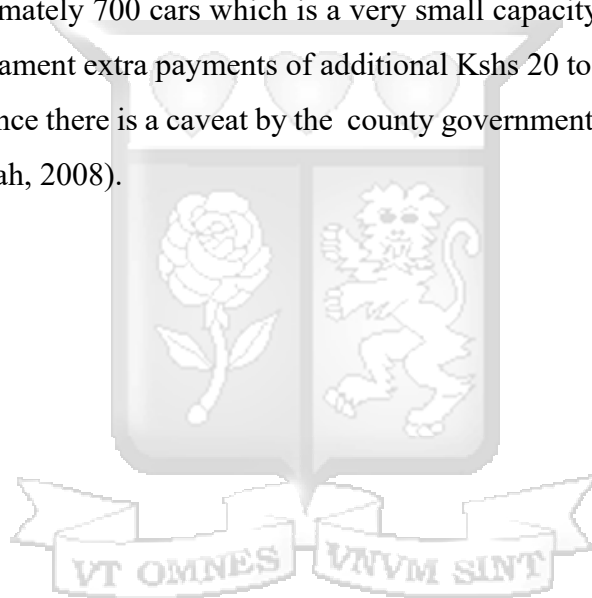 mately 700 cars which is a very small capacity
ament extra payments of additional Kshs 20 to
nce there is a caveat by the county government
ah, 2008).
VT OMNES VNVM SINT